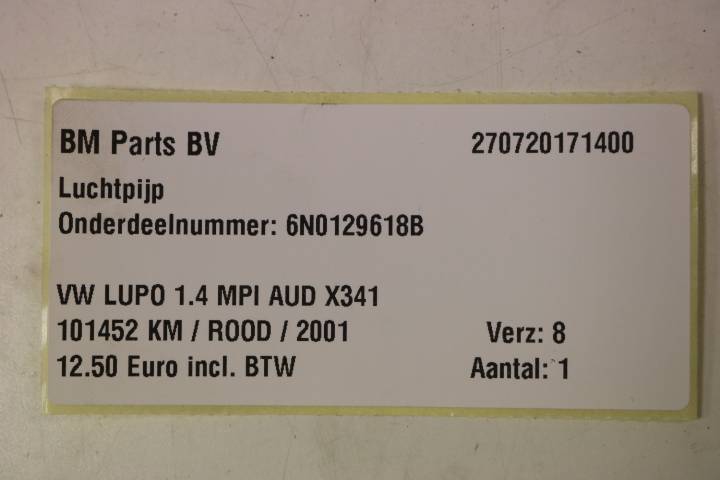 BM Parts BV 270720171400
Luchtpijp
Onderdeelnummer: 6N0129618B
VW LUPO 1.4 MPI AUD X341
101452 KM / ROOD / 2001 Verz: 8
12.50 Euro incl. BTW Aantal: 1